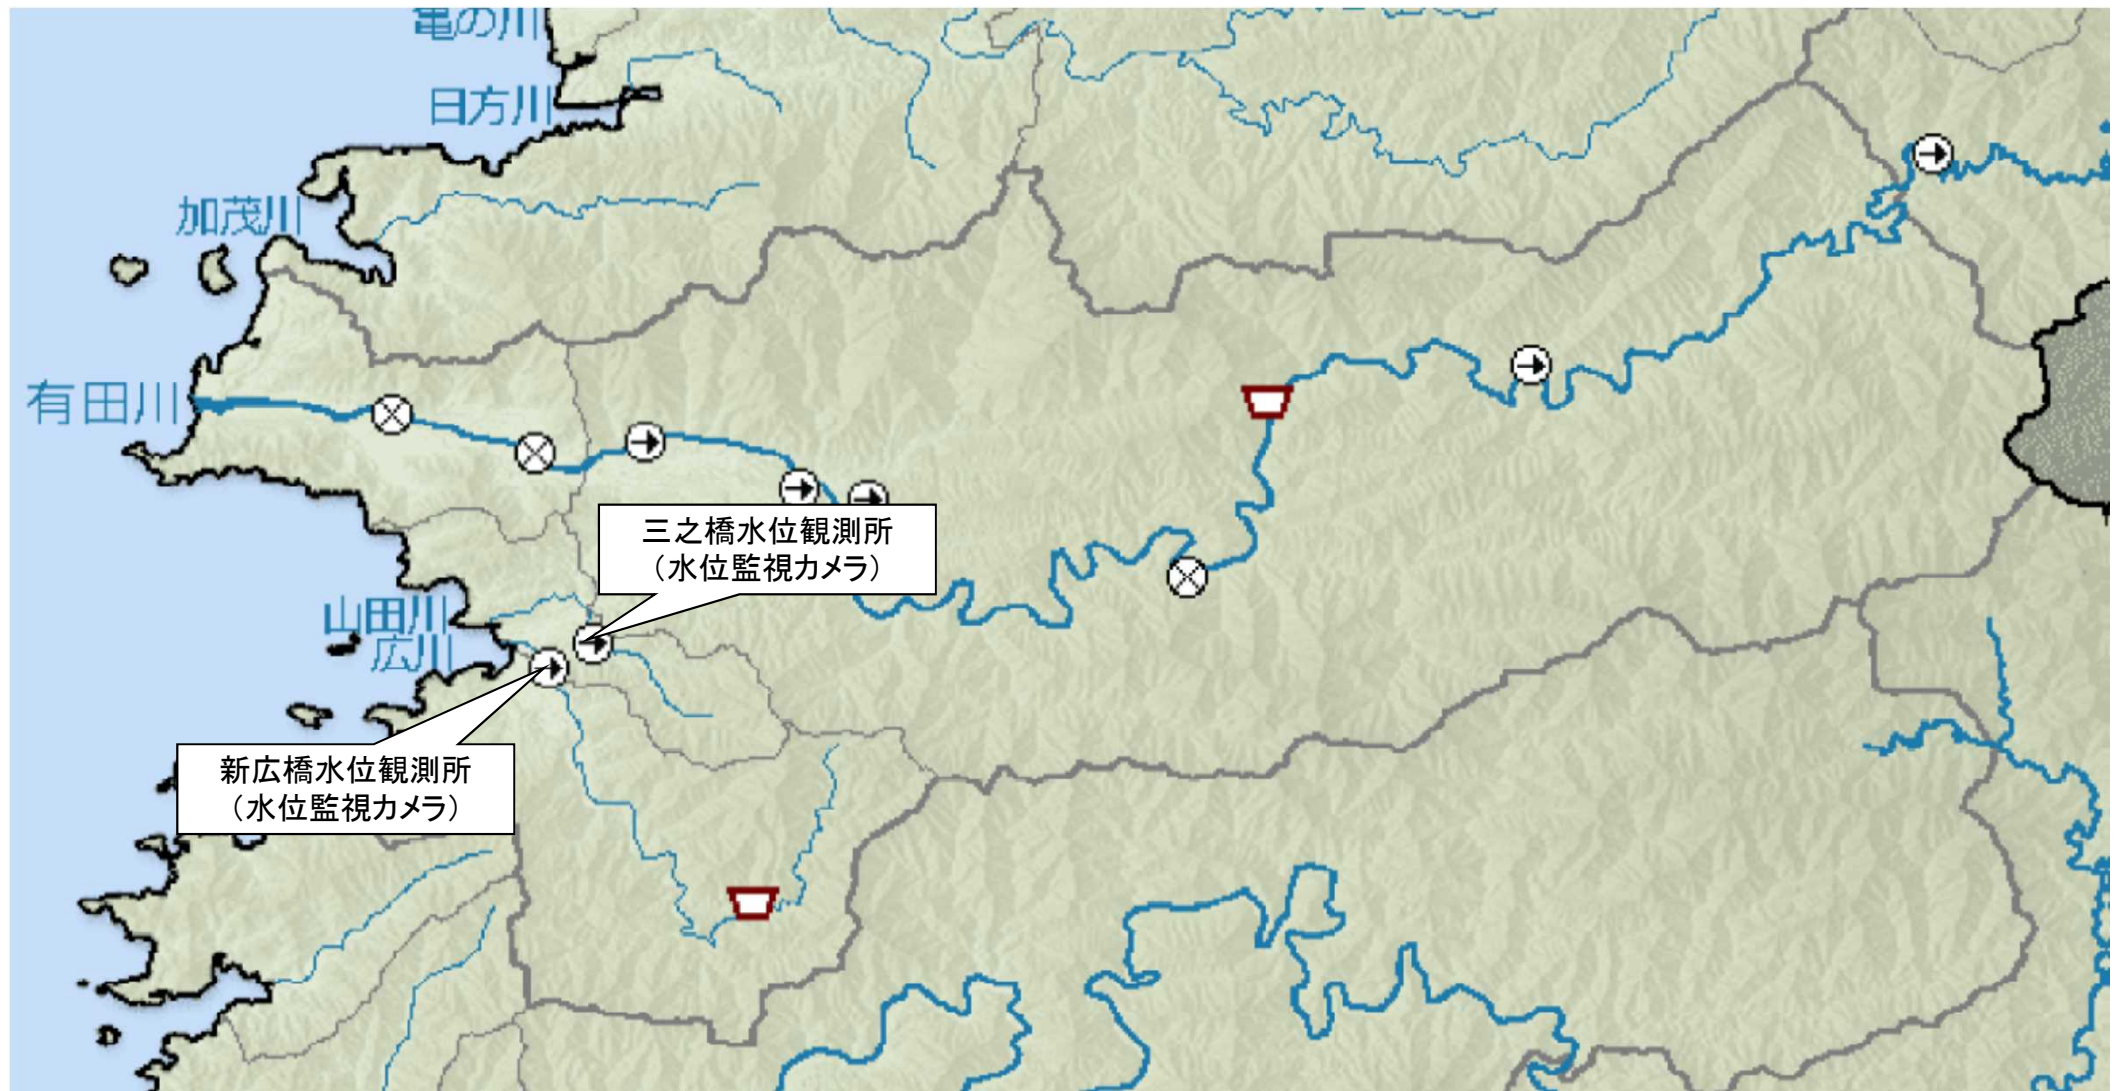 亀の川
日方川
加茂川
有田川
三之橋水位観測所
（水位監視カメラ）
山田川
広川
新広橋水位観測所
（水位監視カメラ）